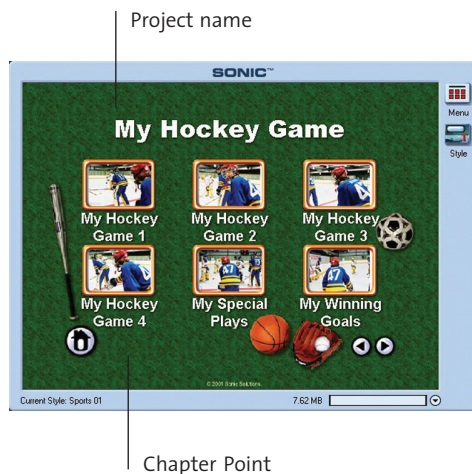 Project name
SONIC™
Menu
Style
My Hockey Game
My Hockey
Game 1
My Hockey
Game 2
My Hockey
Game 3
My Hockey
Game 4
My Special
Plays
My Winning
Goals
© 2001 Sonic Solutions.
Current Style: Sports 01
7.62 MB
Chapter Point